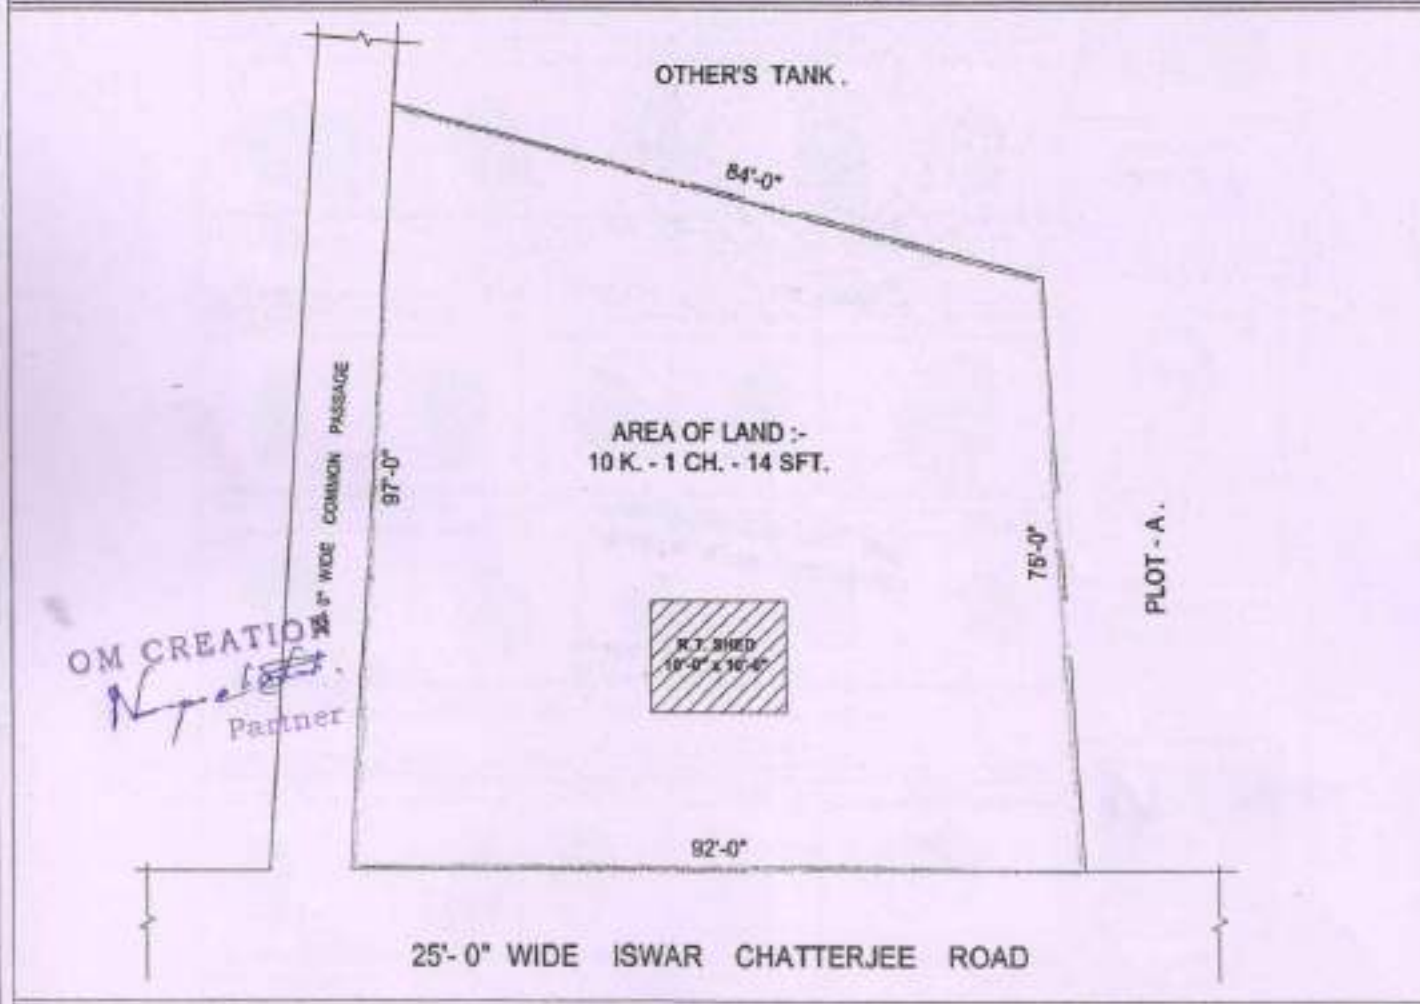 OTHER'S TANK .
84'-0"
WIDE COMMON PASSAGE
97'-0"
AREA OF LAND :-
10 K. - 1 CH. - 14 SFT.
75'-0"
PLOT - A .
R.T. SHED
OM CREATION
Partner
92'-0"
25'- 0" WIDE ISWAR CHATTERJEE ROAD